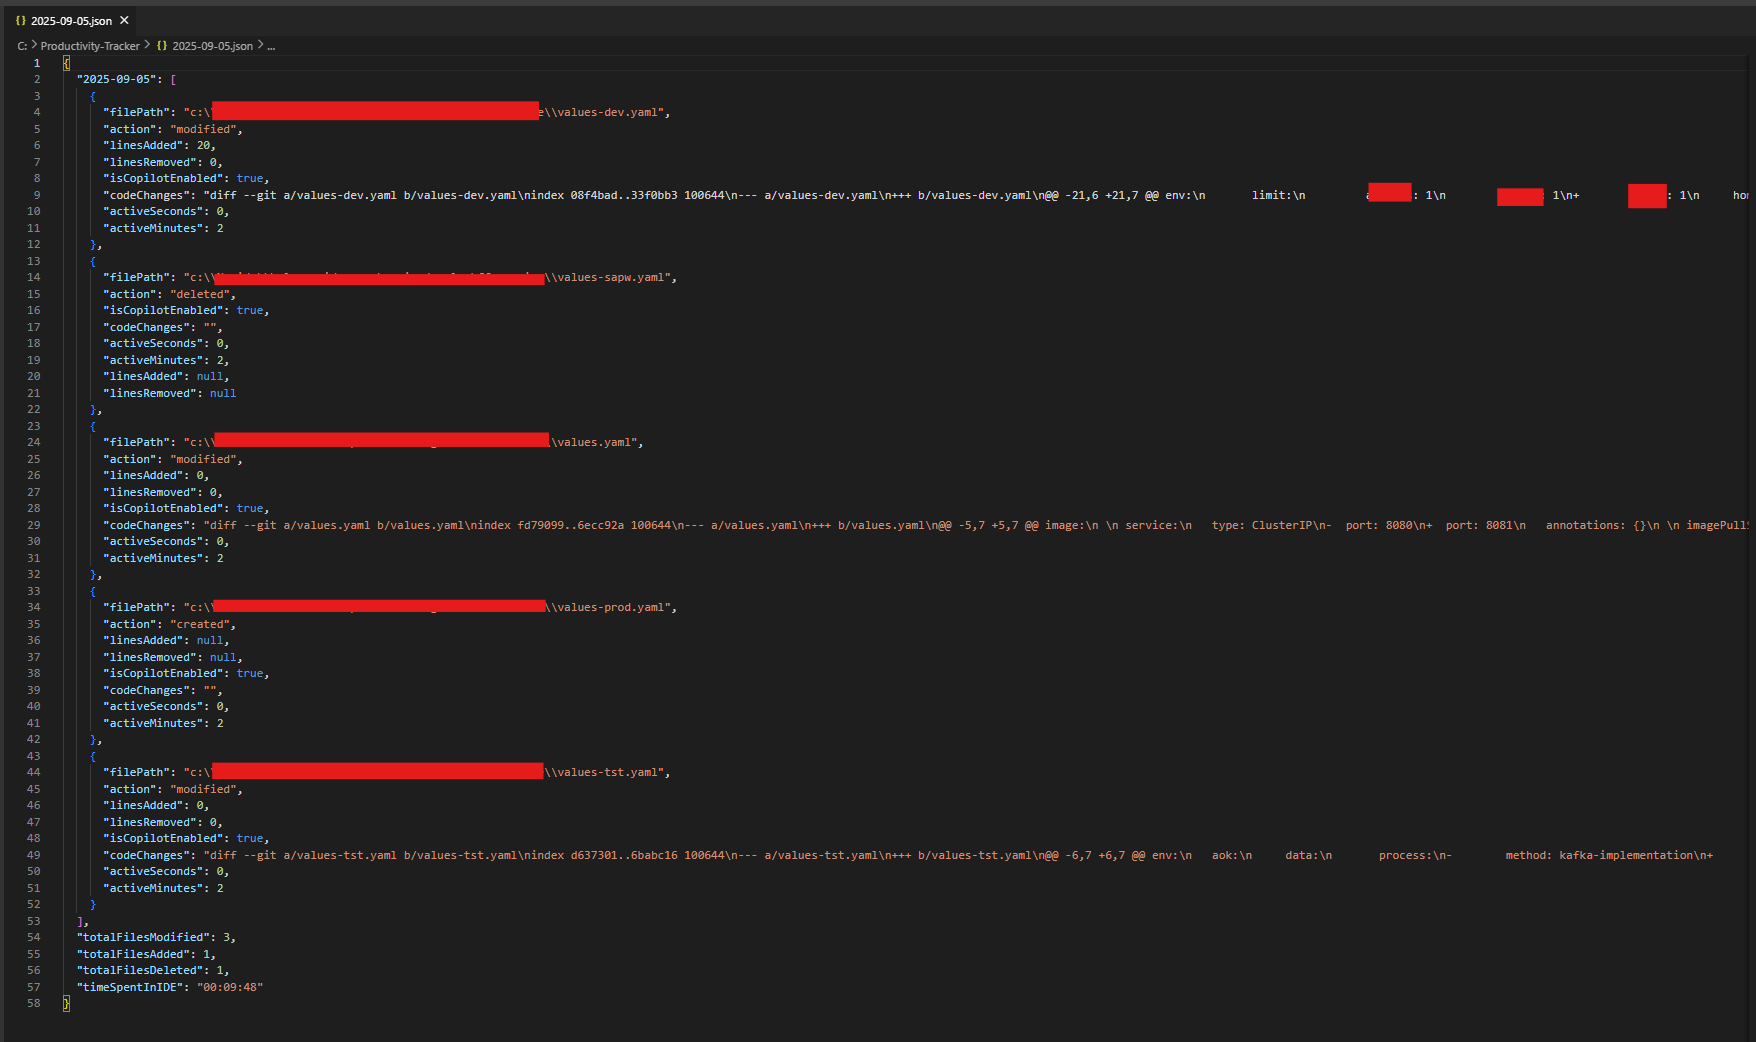 {} 2025-09-05.json ×
C: > Productivity-Tracker > {} 2025-09-05.json > ...
1 {
2 "2025-09-05": [
3 {
4 "filePath": "c:\ e\\values-dev.yaml",
5 "action": "modified",
6 "linesAdded": 20,
7 "linesRemoved": 0,
8 "isCopilotEnabled": true,
9 "codeChanges": "diff --git a/values-dev.yaml b/values-dev.yaml\nindex 08f4bad..33f0bb3 100644\n--- a/values-dev.yaml\n+++ b/values-dev.yaml\n@@ -21,6 +21,7 @@ env:\n limit:\n : 1\n : 1\n+ : 1\n
10 "activeSeconds": 0,
11 "activeMinutes": 2
12 },
13 {
14 "filePath": "c:\\ \\values-sapw.yaml",
15 "action": "deleted",
16 "isCopilotEnabled": true,
17 "codeChanges": "",
18 "activeSeconds": 0,
19 "activeMinutes": 2,
20 "linesAdded": null,
21 "linesRemoved": null
22 },
23 {
24 "filePath": "c:\\ \\values.yaml",
25 "action": "modified",
26 "linesAdded": 0,
27 "linesRemoved": 0,
28 "isCopilotEnabled": true,
29 "codeChanges": "diff --git a/values.yaml b/values.yaml\nindex fd79099..6ecc92a 100644\n--- a/values.yaml\n+++ b/values.yaml\n@@ -5,7 +5,7 @@ image:\n \n service:\n type: ClusterIP\n- port: 8080\n+ port: 8081\n annotations: {}\n \n imagePull
30 "activeSeconds": 0,
31 "activeMinutes": 2
32 },
33 {
34 "filePath": "c:\\ \\values-prod.yaml",
35 "action": "created",
36 "linesAdded": null,
37 "linesRemoved": null,
38 "isCopilotEnabled": true,
39 "codeChanges": "",
40 "activeSeconds": 0,
41 "activeMinutes": 2
42 },
43 {
44 "filePath": "c:\ \\values-tst.yaml",
45 "action": "modified",
46 "linesAdded": 0,
47 "linesRemoved": 0,
48 "isCopilotEnabled": true,
49 "codeChanges": "diff --git a/values-tst.yaml b/values-tst.yaml\nindex d637301..6babc16 100644\n--- a/values-tst.yaml\n+++ b/values-tst.yaml\n@@ -6,7 +6,7 @@ env:\n aok:\n data:\n process:\n- method: kafka-implementation\n+
50 "activeSeconds": 0,
51 "activeMinutes": 2
52 }
53 ],
54 "totalFilesModified": 3,
55 "totalFilesAdded": 1,
56 "totalFilesDeleted": 1,
57 "timeSpentInIDE": "00:09:48"
58 }